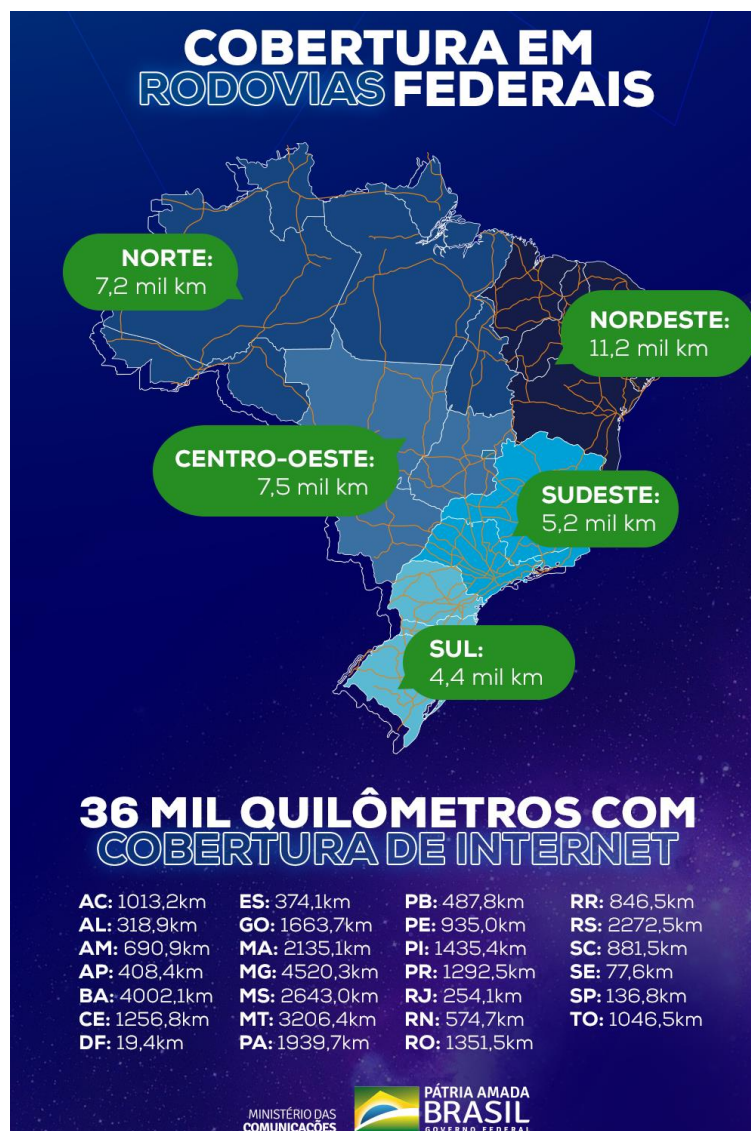 COBERTURA EM
RODOVIAS FEDERAIS
NORTE:
7,2 mil km
NORDESTE:
11,2 mil km
CENTRO-OESTE:
7,5 mil km
SUDESTE:
5,2 mil km
SUL:
4,4 mil km
36 MIL QUILÔMETROS COM
COBERTURA DE INTERNET
AC: 1013,2km
AL: 318,9km
AM: 690,9km
AP: 408,4km
BA: 4002,1km
CE: 1256,8km
DF: 19,4km
ES: 374,1km
GO: 1663,7km
MA: 2135,1km
MG: 4520,3km
MS: 2643,0km
MT: 3206,4km
PA: 1939,7km
PB: 487,8km
PE: 935,0km
PI: 1435,4km
PR: 1292,5km
RJ: 254,1km
RN: 574,7km
RO: 1351,5km
RR: 846,5km
RS: 2272,5km
SC: 881,5km
SE: 77,6km
SP: 136,8km
TO: 1046,5km
MINISTÉRIO DAS
COMUNICAÇÕES
PÁTRIA AMADA
BRASIL
GOVERNO FEDERAL